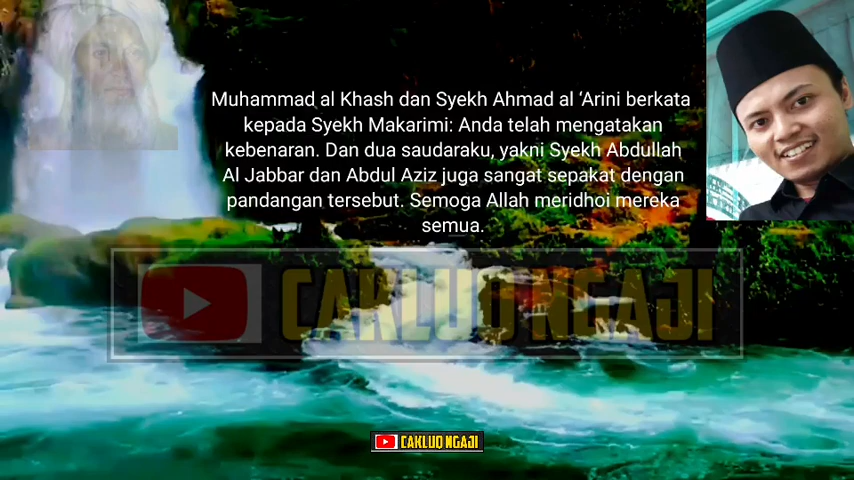 Muhammad al Khash dan Syekh Ahmad al ‘Arini berkata
kepada Syekh Makarimi: Anda telah mengatakan
kebenaran. Dan dua saudaraku, yakni Syekh Abdullah
Al Jabbar dan Abdul Aziz juga sangat sepakat dengan
pandangan tersebut. Semoga Allah meridhoi mereka
semua.
CAKLUQ NGAJI
CAKLUQ NGAJI